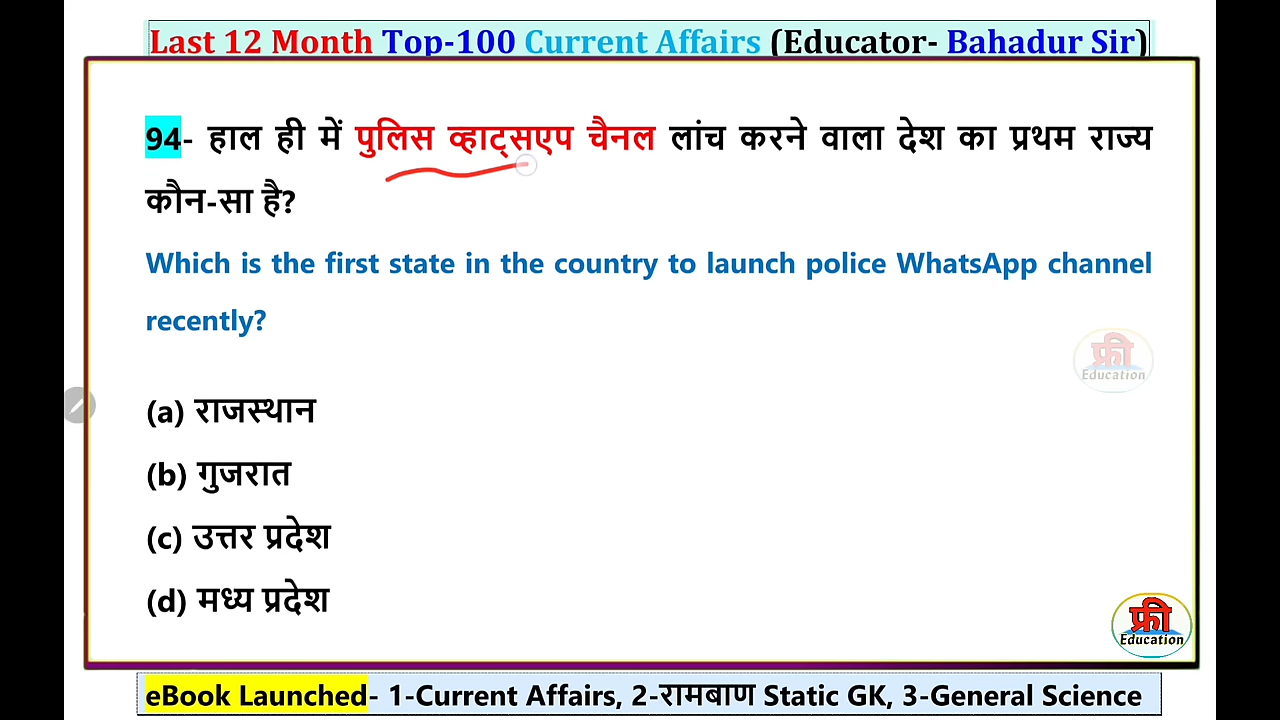 Last 12 Month Top-100 Current Affairs (Educator- Bahadur Sir)
94- हाल ही में पुलिस व्हाट्सएप चैनल लांच करने वाला देश का प्रथम राज्य
कौन-सा है?
Which is the first state in the country to launch police WhatsApp channel
recently?
फ्री
Education
(a) राजस्थान
(b) गुजरात
(c) उत्तर प्रदेश
(d) मध्य प्रदेश
फ्री
Education
eBook Launched- 1-Current Affairs, 2-रामबाण Static GK, 3-General Science